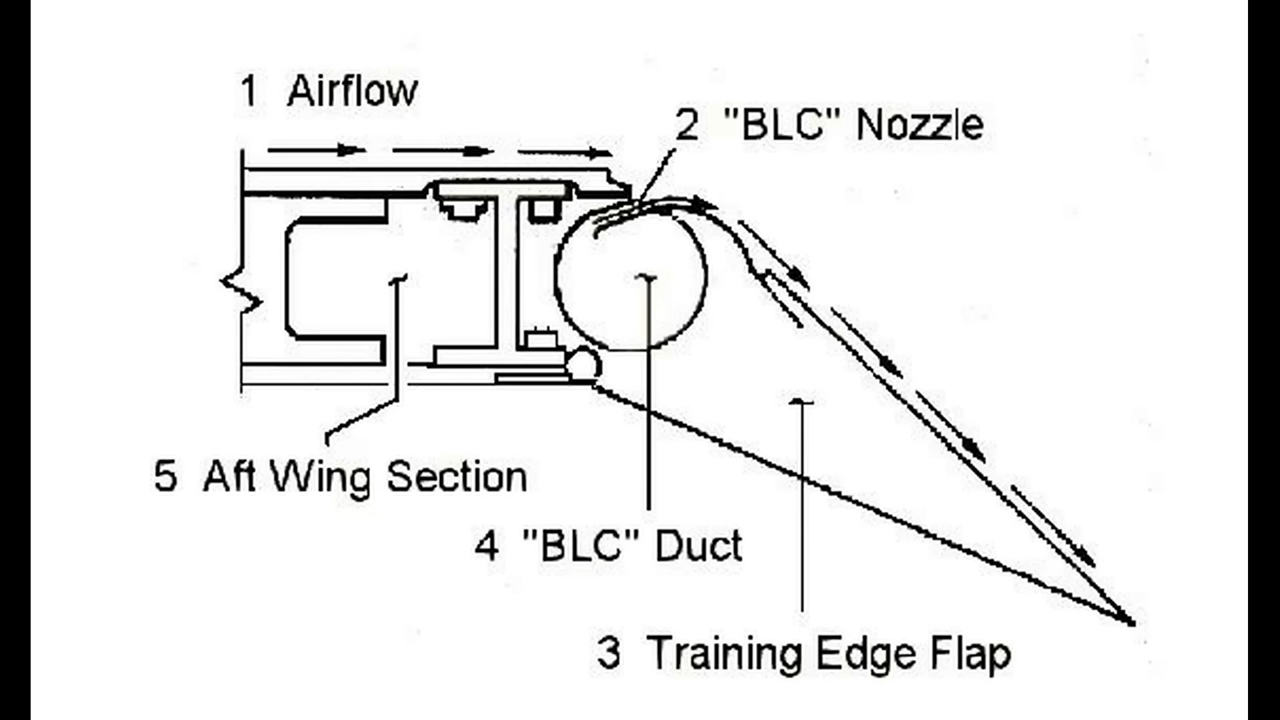 1 Airflow
2 "BLC" Nozzle
5 Aft Wing Section
4 "BLC" Duct
3 Training Edge Flap